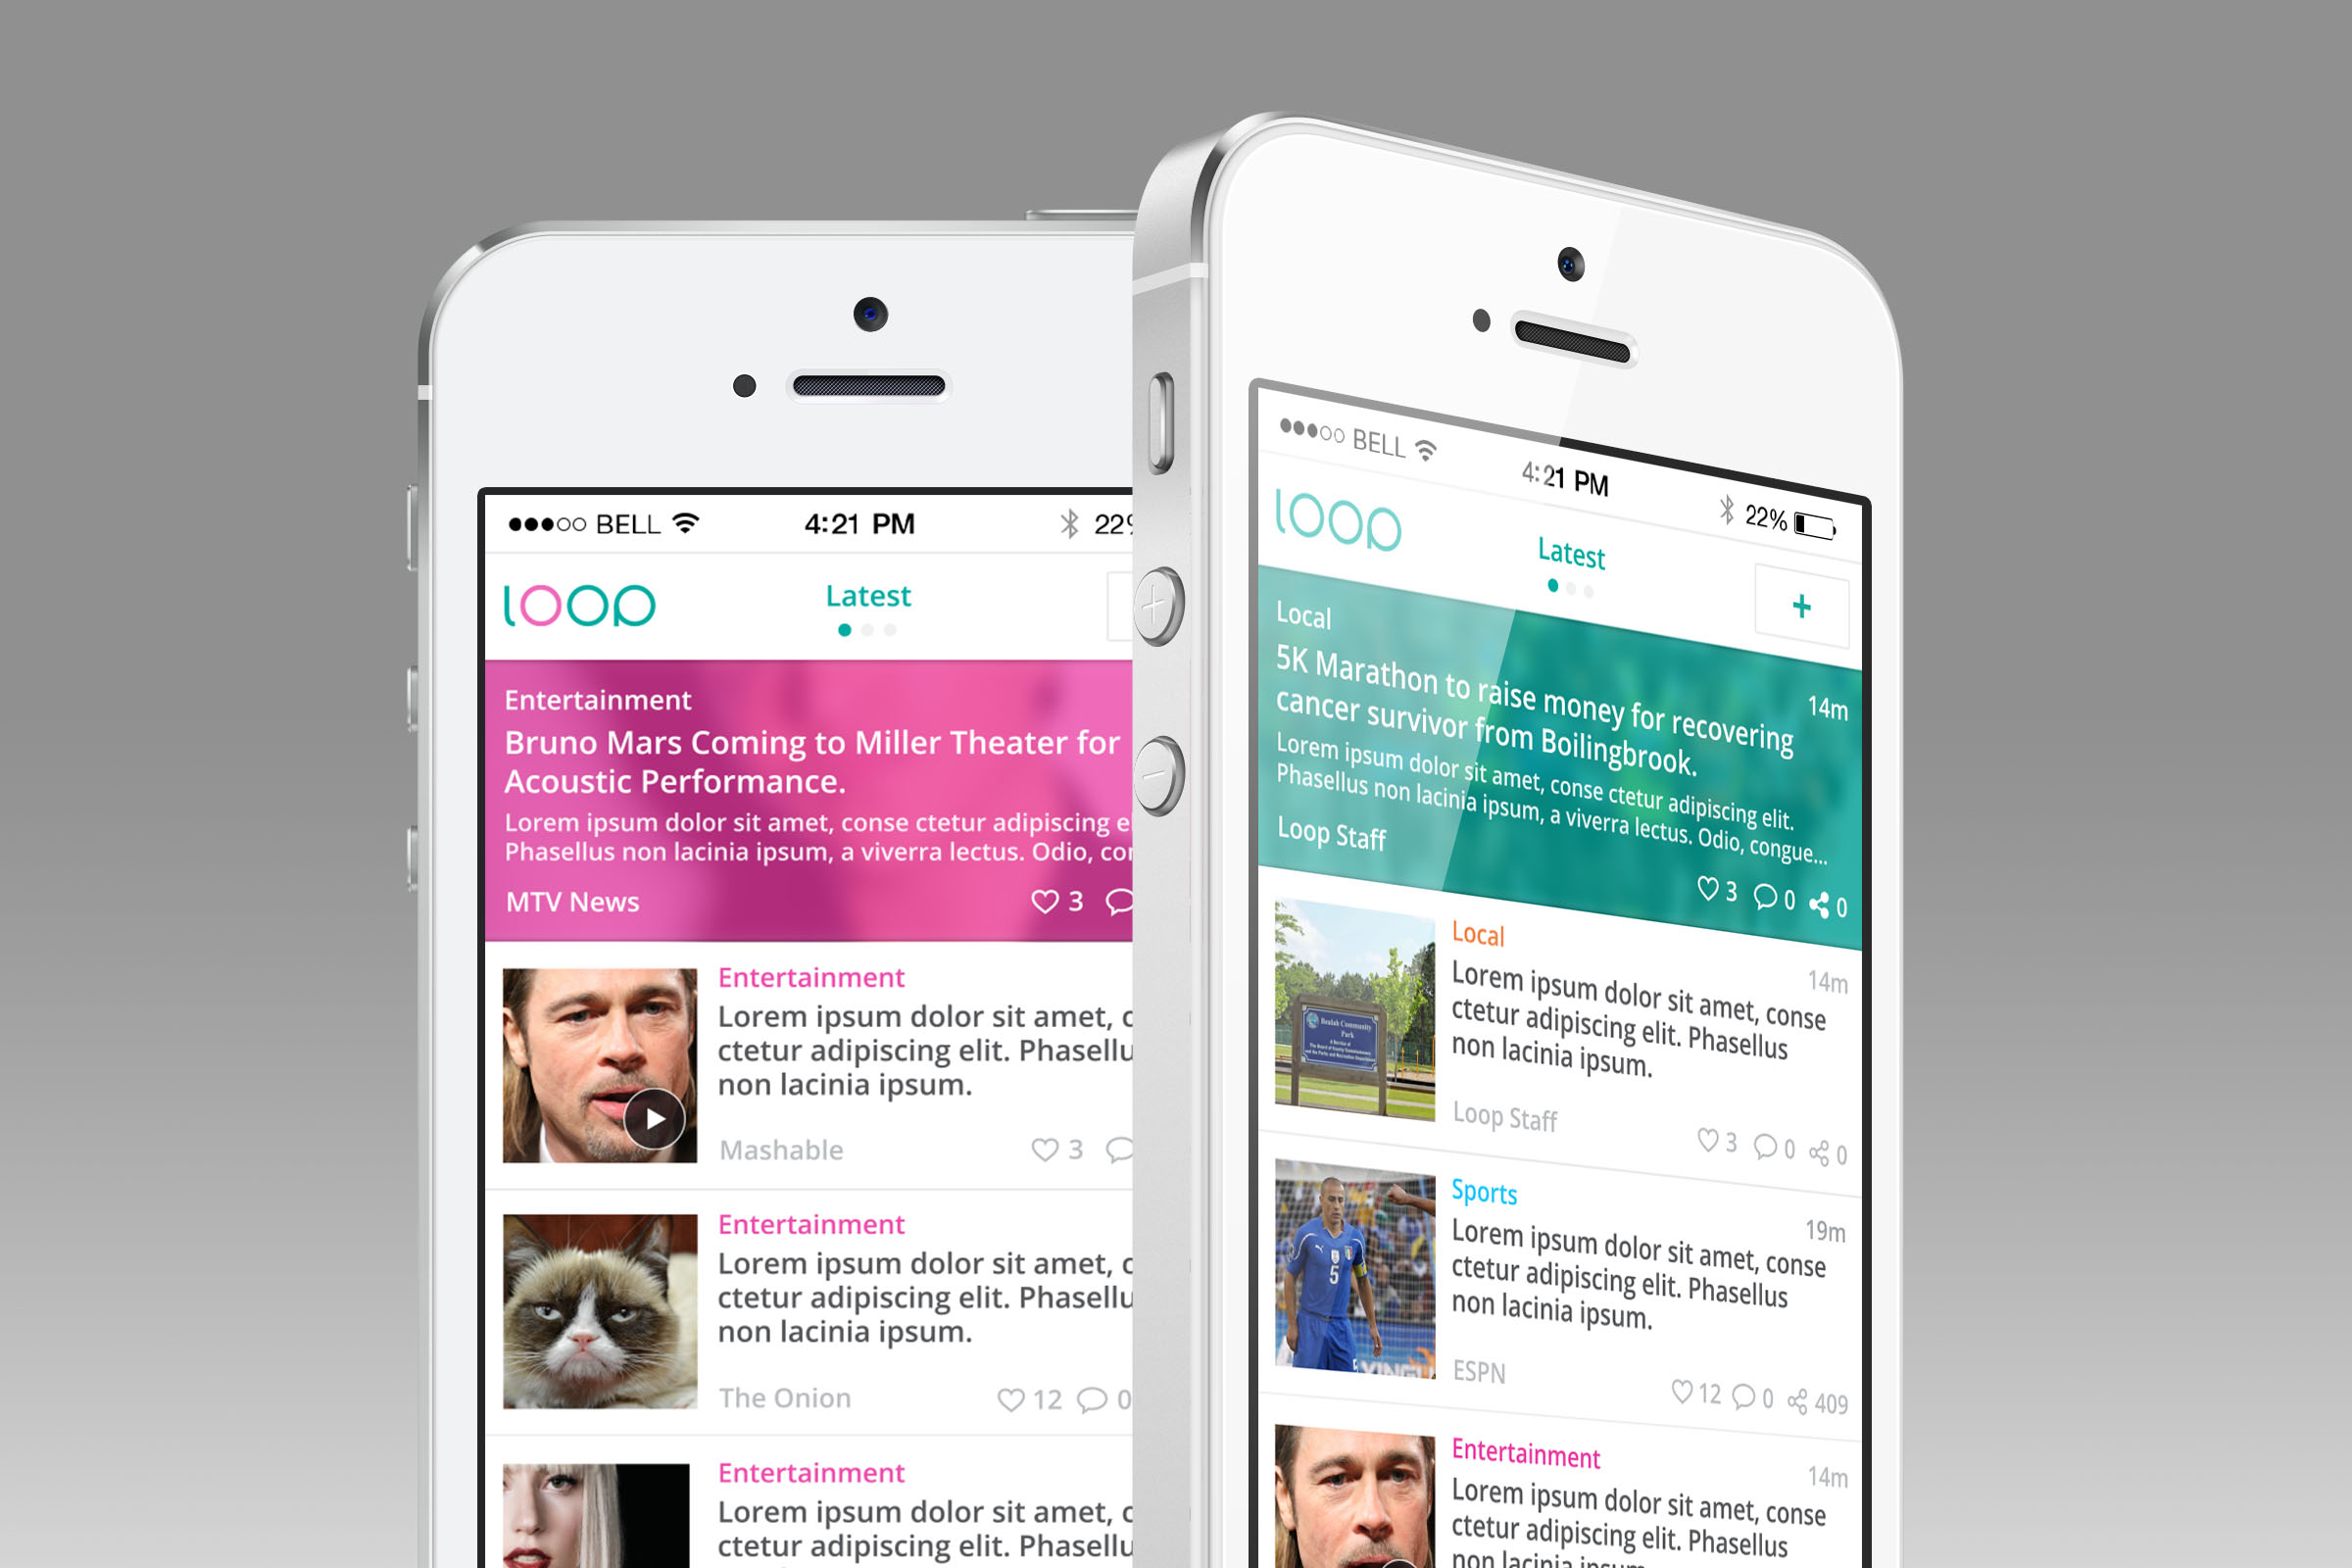 BELL
4:21 PM
22%
loop
Latest
Entertainment
Bruno Mars Coming to Miller Theater for
Acoustic Performance.
Lorem ipsum dolor sit amet, conse ctetur adipiscing
Phasellus non lacinia ipsum, a viverra lectus. Odio,
MTV News
3
Entertainment
Lorem ipsum dolor sit amet,
ctetur adipiscing elit. Phasellu
non lacinia ipsum.
Mashable
3
Entertainment
Lorem ipsum dolor sit amet,
ctetur adipiscing elit. Phasellu
non lacinia ipsum.
The Onion
12 0
Entertainment
Lorem ipsum dolor sit amet,
ctetur adipiscing elit. Phasellu
BELL
4:21 PM
22%
loop
Latest
+
Local
14m
5K Marathon to raise money for recovering
cancer survivor from Boilingbrook.
Lorem ipsum dolor sit amet, conse ctetur adipiscing elit.
Phasellus non lacinia ipsum, a viverra lectus. Odio, congue...
Loop Staff
3 0 0
Beulah Community
Park
Local
14m
Lorem ipsum dolor sit amet, conse
ctetur adipiscing elit. Phasellus
non lacinia ipsum.
Loop Staff
3 0 0
5
Sports
19m
Lorem ipsum dolor sit amet, conse
ctetur adipiscing elit. Phasellus
non lacinia ipsum.
ESPN
12 0 409
Entertainment
14m
Lorem ipsum dolor sit amet, conse
ctetur adipiscing elit. Phasellus
non lacinia ipsum.